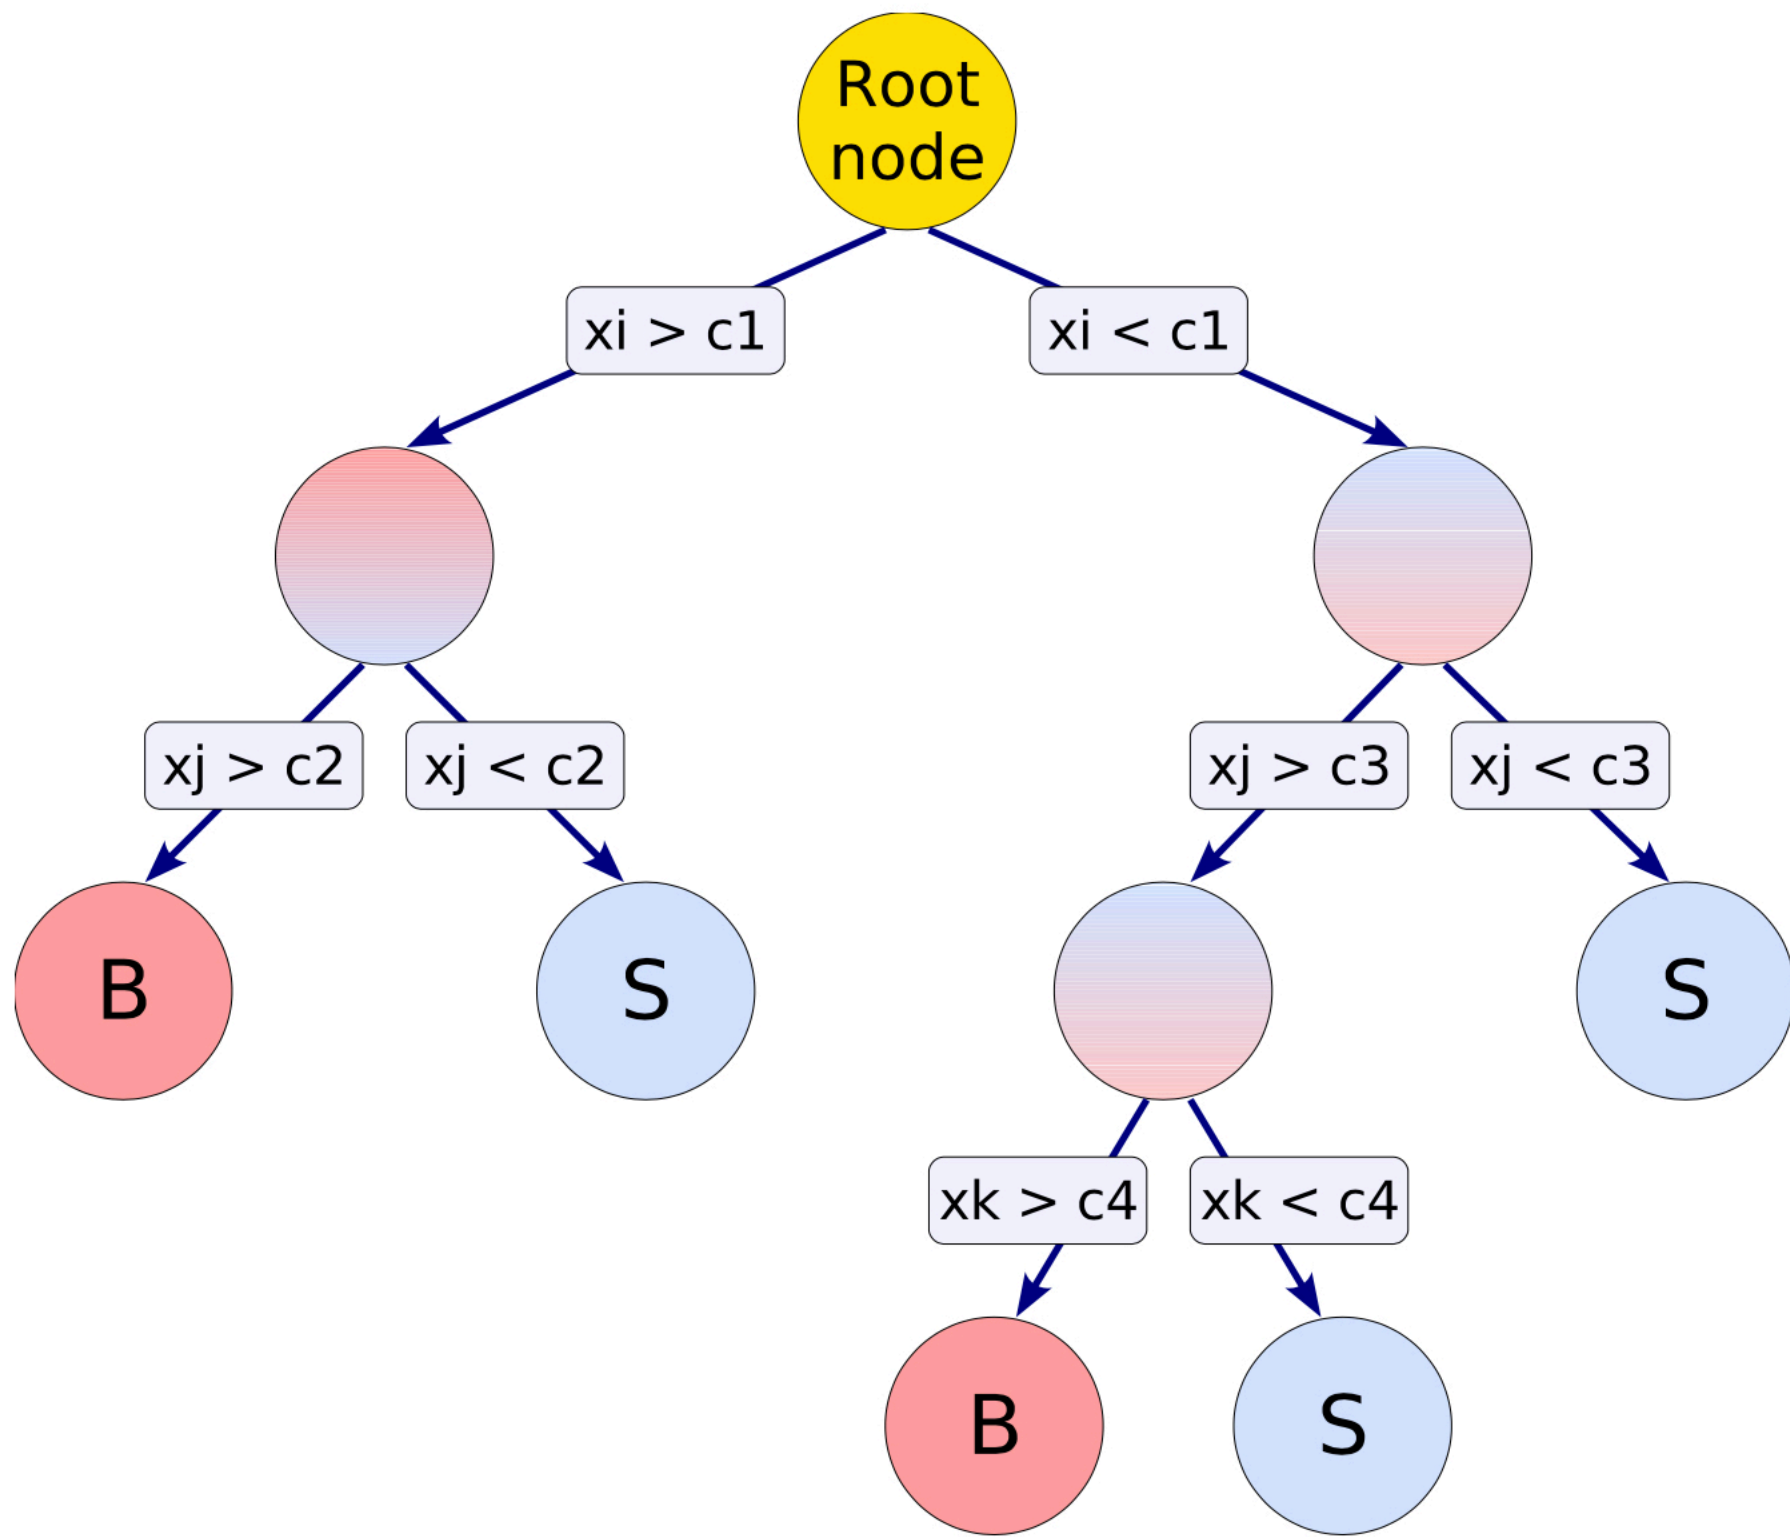 Root
node
xi > c1
xi < c1
xj > c2
xj < c2
xj > c3
xj < c3
B
S
S
xk > c4
xk < c4
B
S